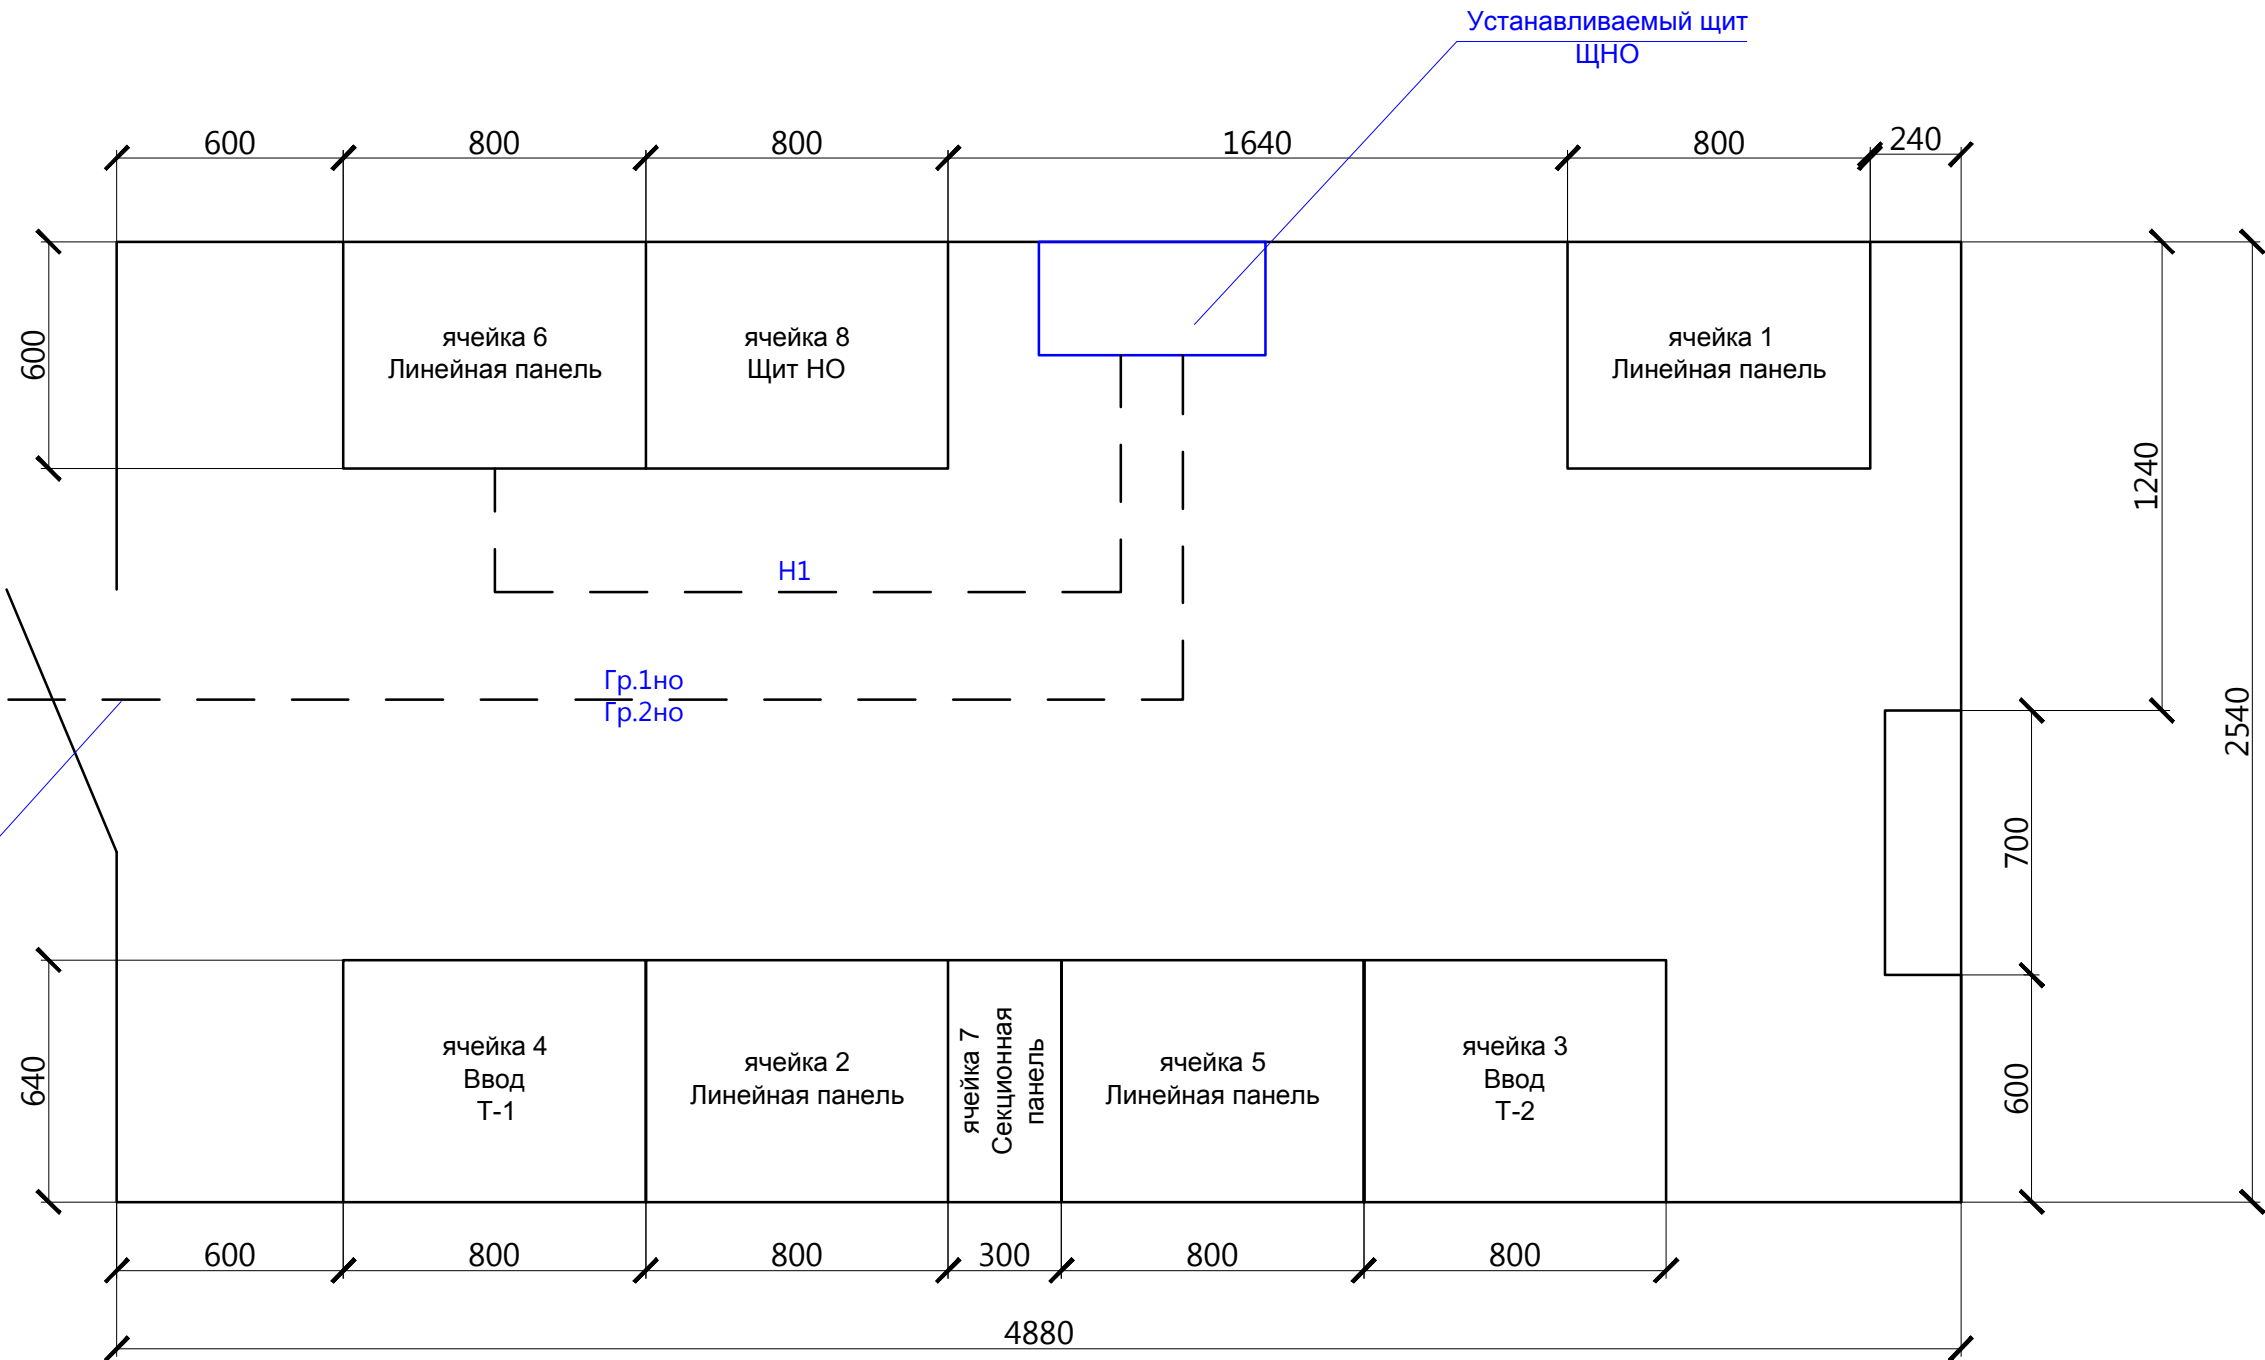 Устанавливаемый щит
ЩНО
600
800
800
1640
800
240
600
ячейка 6
Линейная панель
ячейка 8
Щит НО
ячейка 1
Линейная панель
1240
Н1
Гр.1но
Гр.2но
2540
700
640
ячейка 4
Ввод
Т-1
ячейка 2
Линейная панель
ячейка 7
Секционная
панель
ячейка 5
Линейная панель
ячейка 3
Ввод
Т-2
600
600
800
800
300
800
800
4880